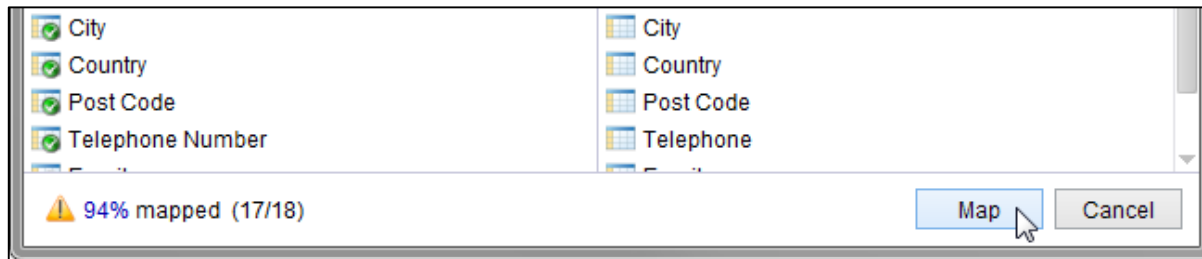 City City
Country Country
Post Code Post Code
Telephone Number Telephone
94% mapped (17/18) Map Cancel